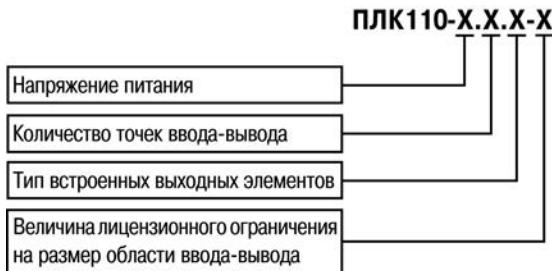 ПЛК110-Х.Х.Х-Х
Напряжение питания
Количество точек ввода-вывода
Тип встроенных выходных элементов
Величина лицензионного ограничения
на размер области ввода-вывода